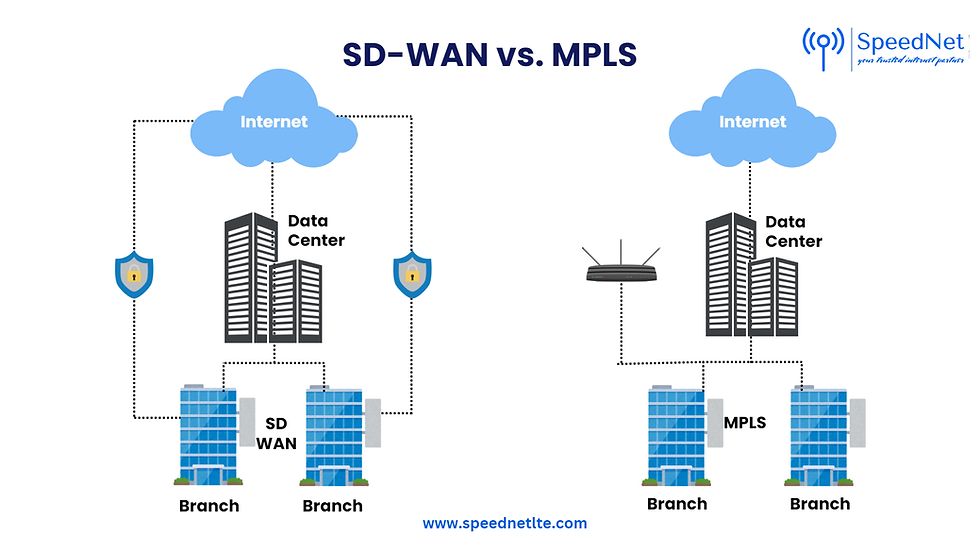 SD-WAN vs. MPLS
SpeedNet
your trusted internet partner
Internet
Internet
Data
Center
Data
Center
SD
WAN
MPLS
Branch
Branch
Branch
Branch
www.speednetlte.com